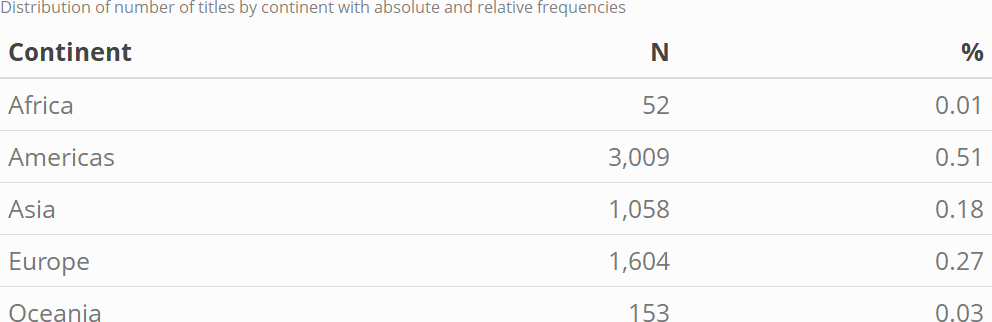 Distribution of number of titles by continent with absolute and relative frequencies
Continent N %
Africa 52 0.01
Americas 3,009 0.51
Asia 1,058 0.18
Europe 1,604 0.27
Oceania 153 0.03